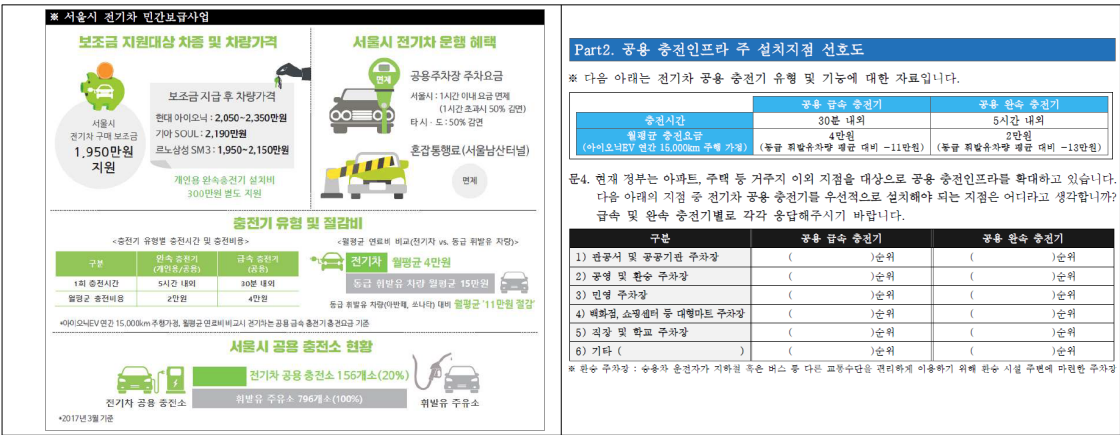 ※ 서울시 전기차 민간보급사업
보조금 지원대상 차종 및 차량가격
서울시
전기차 구매 보조금
1,950만원
지원
보조금 지급 후 차량가격
현대 아이오닉 : 2,050~2,350만원
기아 SOUL : 2,190만원
르노삼성 SM3 : 1,950~2,150만원
개인용 완속충전기 설치비
300만원 별도 지원
서울시 전기차 운행 혜택
면제
공용주차장 주차요금
서울시 : 1시간 이내 요금 면제
(1시간 초과시 50% 감면)
타 시 · 도 : 50% 감면
혼잡통행료(서울남산터널)
면제
충전기 유형 및 절감비
<충전기 유형별 충전시간 및 충전비용>
구분 완속 충전기 (개인용/공용) 급속 충전기 (공용)
1회 충전시간 5시간 내외 30분 내외
월평균 충전비용 2만원 4만원
<월평균 연료비 비교(전기차 vs. 동급 휘발유 차량)>
전기차 월평균 4만원
동급 휘발유 차량 월평균 15만원
동급 휘발유 차량(아반떼, 쏘나타) 대비 월평균 '11만원 절감'
*아이오닉EV 연간 15,000km 주행가정, 월평균 연료비 비교시 전기차는 공용 급속 충전기 충전요금 기준
서울시 공용 충전소 현황
전기차 공용 충전소 156개소(20%)
휘발유 주유소 796개소(100%)
전기차 공용 충전소
휘발유 주유소
*2017년 3월 기준
Part2. 공용 충전인프라 주 설치지점 선호도
※ 다음 아래는 전기차 공용 충전기 유형 및 기능에 대한 자료입니다.
공용 급속 충전기 공용 완속 충전기
충전시간 30분 내외 5시간 내외
월평균 충전요금 4만원 2만원
(아이오닉EV 연간 15,000km 주행 가정) (동급 휘발유차량 평균 대비 -11만원) (동급 휘발유차량 평균 대비 -13만원)
문4. 현재 정부는 아파트, 주택 등 거주지 이외 지점을 대상으로 공용 충전인프라를 확대하고 있습니다.
다음 아래의 지점 중 전기차 공용 충전기를 우선적으로 설치해야 되는 지점은 어디라고 생각합니까?
급속 및 완속 충전기별로 각각 응답해주시기 바랍니다.
구분 공용 급속 충전기 공용 완속 충전기
1) 관공서 및 공공기관 주차장 ( )순위 ( )순위
2) 공영 및 환승 주차장 ( )순위 ( )순위
3) 민영 주차장 ( )순위 ( )순위
4) 백화점, 쇼핑센터 등 대형마트 주차장 ( )순위 ( )순위
5) 직장 및 학교 주차장 ( )순위 ( )순위
6) 기타 ( ) ( )순위 ( )순위
※ 환승 주차장 : 승용차 운전자가 지하철 혹은 버스 등 다른 교통수단을 편리하게 이용하기 위해 환승 시설 주변에 마련한 주차장